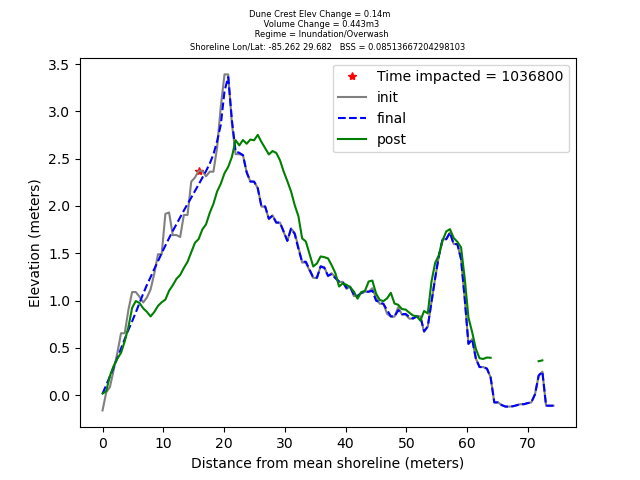 Dune Crest Elev Change = 0.14m
Volume Change = 0.443m3
Regime = Inundation/Overwash
Shoreline Lon/Lat: -85.262 29.682 BSS = 0.08513667204298103
Time impacted = 1036800
init
final
post
Elevation (meters)
3.5
3.0
2.5
2.0
1.5
1.0
0.5
0.0
0 10 20 30 40 50 60 70
Distance from mean shoreline (meters)